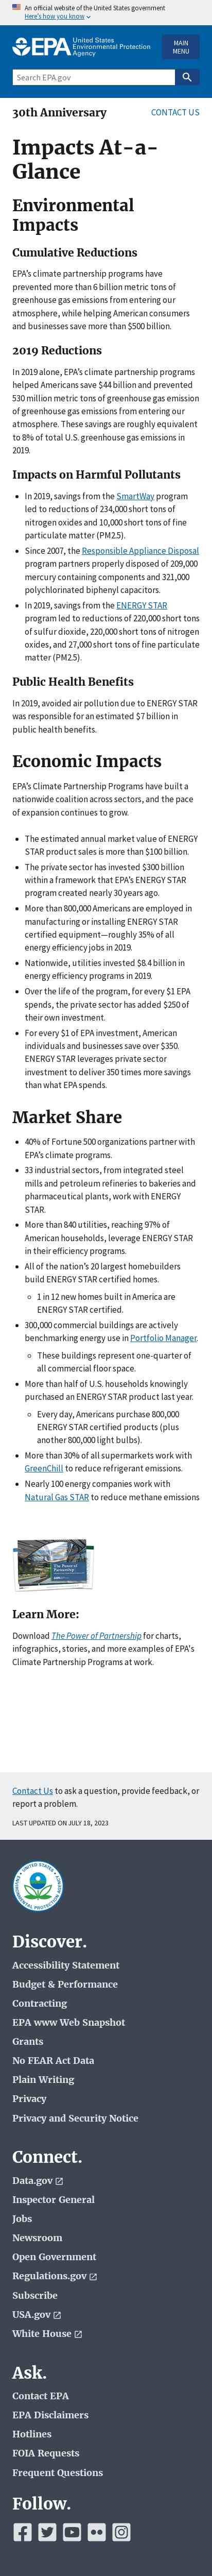 An official website of the United States government
Here's how you know
EPA United States
Environmental Protection
Agency
MAIN
MENU
Search EPA.gov
30th Anniversary
CONTACT US
Impacts At-a-
Glance
Environmental
Impacts
Cumulative Reductions
EPA's climate partnership programs have
prevented more than 6 billion metric tons of
greenhouse gas emissions from entering our
atmosphere, while helping American consumers
and businesses save more than $500 billion.
2019 Reductions
In 2019 alone, EPA's climate partnership programs
helped Americans save $44 billion and prevented
530 million metric tons of greenhouse gas emission
of greenhouse gas emissions from entering our
atmosphere. These savings are roughly equivalent
to 8% of total U.S. greenhouse gas emissions in
2019.
Impacts on Harmful Pollutants
In 2019, savings from the SmartWay program
led to reductions of 234,000 short tons of
nitrogen oxides and 10,000 short tons of fine
particulate matter (PM2.5).
Since 2007, the Responsible Appliance Disposal
program partners properly disposed of 209,000
mercury containing components and 321,000
polychlorinated biphenyl capacitors.
In 2019, savings from the ENERGY STAR
program led to reductions of 220,000 short tons
of sulfur dioxide, 220,000 short tons of nitrogen
oxides, and 27,000 short tons of fine particulate
matter (PM2.5).
Public Health Benefits
In 2019, avoided air pollution due to ENERGY STAR
was responsible for an estimated $7 billion in
public health benefits.
Economic Impacts
EPA's Climate Partnership Programs have built a
nationwide coalition across sectors, and the pace
of expansion continues to grow.
The estimated annual market value of ENERGY
STAR product sales is more than $100 billion.
The private sector has invested $300 billion
within a framework that EPA's ENERGY STAR
program created nearly 30 years ago.
More than 800,000 Americans are employed in
manufacturing or installing ENERGY STAR
certified equipment—roughly 35% of all
energy efficiency jobs in 2019.
Nationwide, utilities invested $8.4 billion in
energy efficiency programs in 2019.
Over the life of the program, for every $1 EPA
spends, the private sector has added $250 of
their own investment.
For every $1 of EPA investment, American
individuals and businesses save over $350.
ENERGY STAR leverages private sector
investment to deliver 350 times more savings
than what EPA spends.
Market Share
40% of Fortune 500 organizations partner with
EPA's climate programs.
33 industrial sectors, from integrated steel
mills and petroleum refineries to bakeries and
pharmaceutical plants, work with ENERGY
STAR.
More than 840 utilities, reaching 97% of
American households, leverage ENERGY STAR
in their efficiency programs.
All of the nation's 20 largest homebuilders
build ENERGY STAR certified homes.
1 in 12 new homes built in America are
ENERGY STAR certified.
300,000 commercial buildings are actively
benchmarking energy use in Portfolio Manager.
These buildings represent one-quarter of
all commercial floor space.
More than half of U.S. households knowingly
purchased an ENERGY STAR product last year.
Every day, Americans purchase 800,000
ENERGY STAR certified products (plus
another 800,000 light bulbs).
More than 30% of all supermarkets work with
GreenChill to reduce refrigerant emissions.
Nearly 100 energy companies work with
Natural Gas STAR to reduce methane emissions
The Power of
Partnership
Learn More:
Download The Power of Partnership for charts,
infographics, stories, and more examples of EPA's
Climate Partnership Programs at work.
Contact Us to ask a question, provide feedback, or
report a problem.
LAST UPDATED ON JULY 18, 2023
Discover.
Accessibility Statement
Budget & Performance
Contracting
EPA www Web Snapshot
Grants
No FEAR Act Data
Plain Writing
Privacy
Privacy and Security Notice
Connect.
Data.gov
Inspector General
Jobs
Newsroom
Open Government
Regulations.gov
Subscribe
USA.gov
White House
Ask.
Contact EPA
EPA Disclaimers
Hotlines
FOIA Requests
Frequent Questions
Follow.